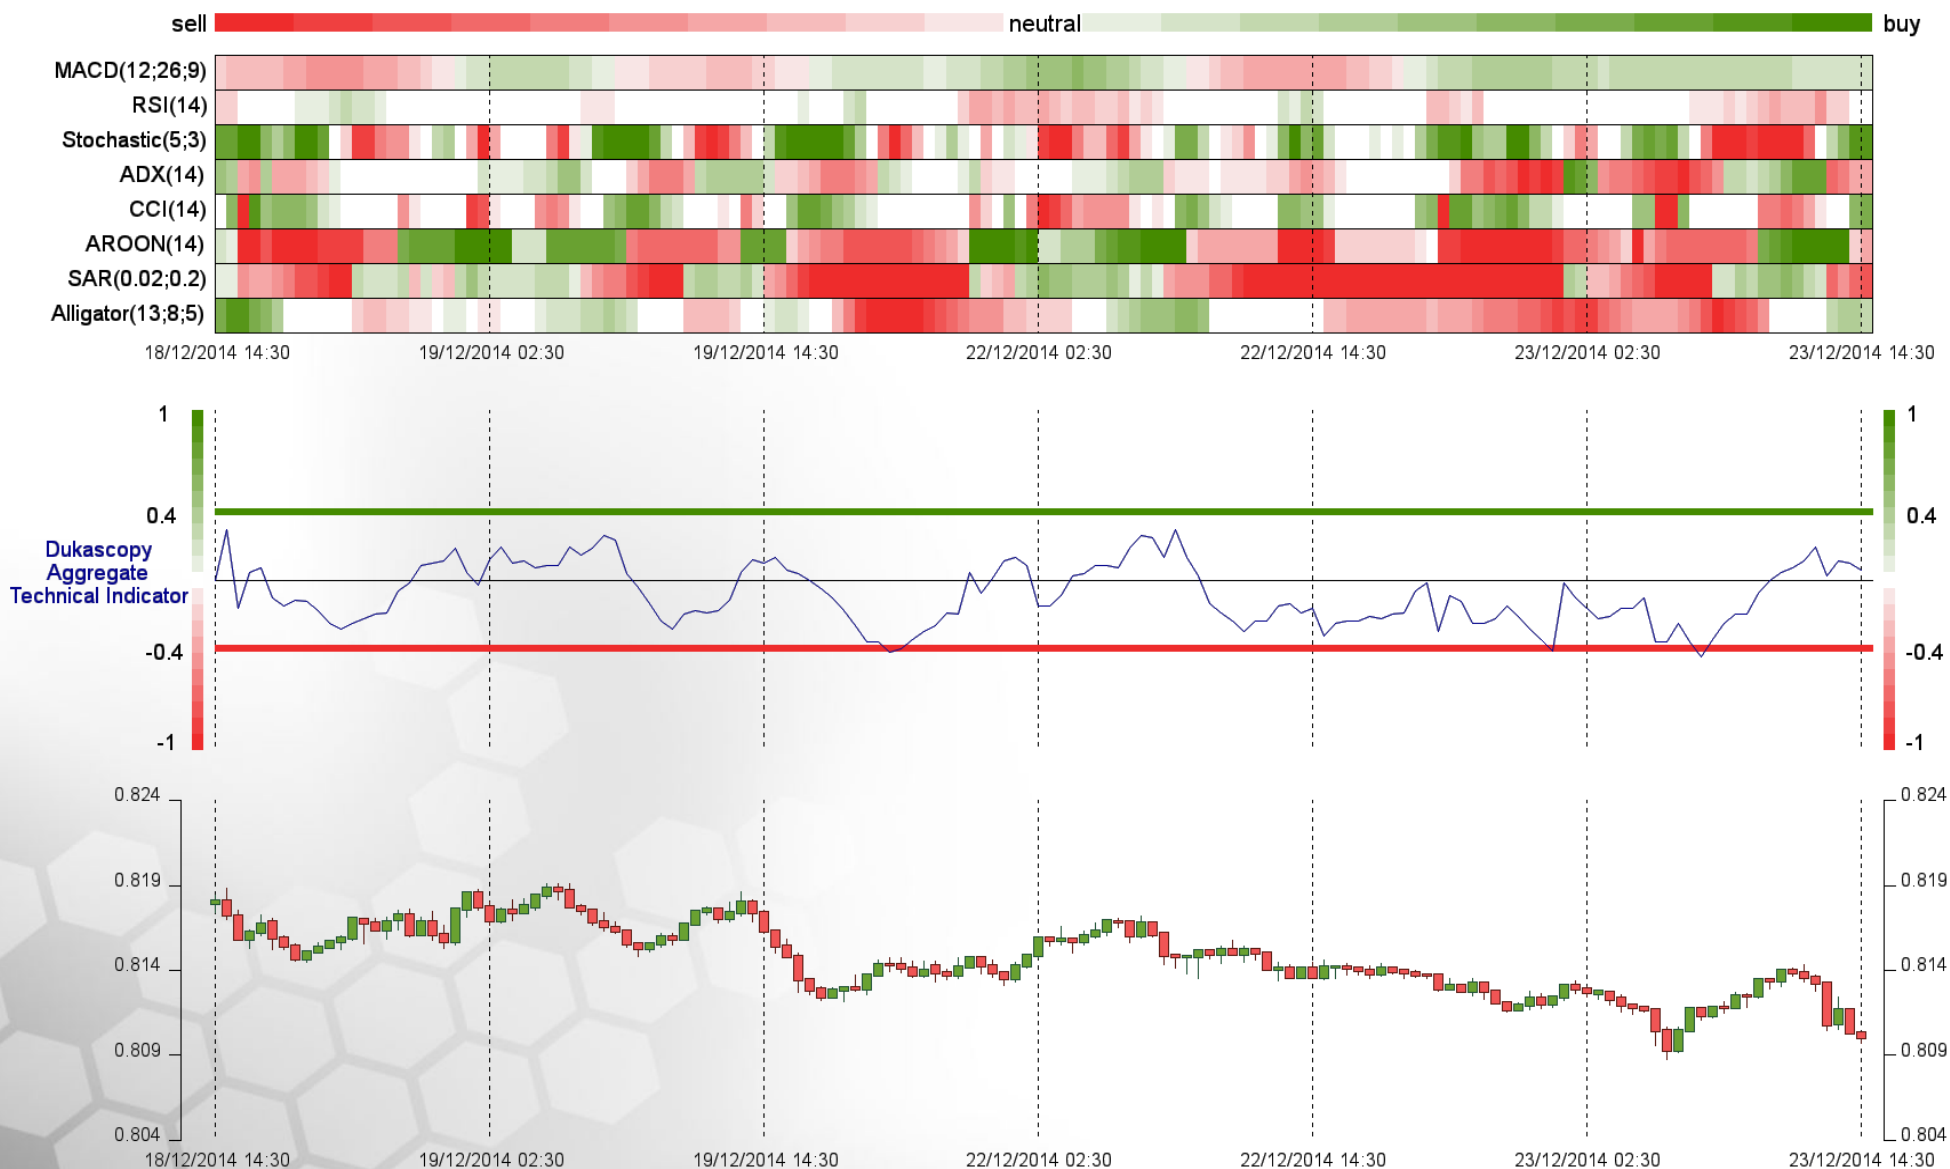 sell neutral buy
MACD(12;26;9)
RSI(14)
Stochastic(5;3)
ADX(14)
CCI(14)
AROON(14)
SAR(0.02;0.2)
Alligator(13;8;5)
18/12/2014 14:30 19/12/2014 02:30 19/12/2014 14:30 22/12/2014 02:30 22/12/2014 14:30 23/12/2014 02:30 23/12/2014 14:30
1 1
0.4 0.4
Dukascopy
Aggregate
Technical Indicator
-0.4 -0.4
-1 -1
0.824 0.824
0.819 0.819
0.814 0.814
0.809 0.809
0.804 0.804
18/12/2014 14:30 19/12/2014 02:30 19/12/2014 14:30 22/12/2014 02:30 22/12/2014 14:30 23/12/2014 02:30 23/12/2014 14:30